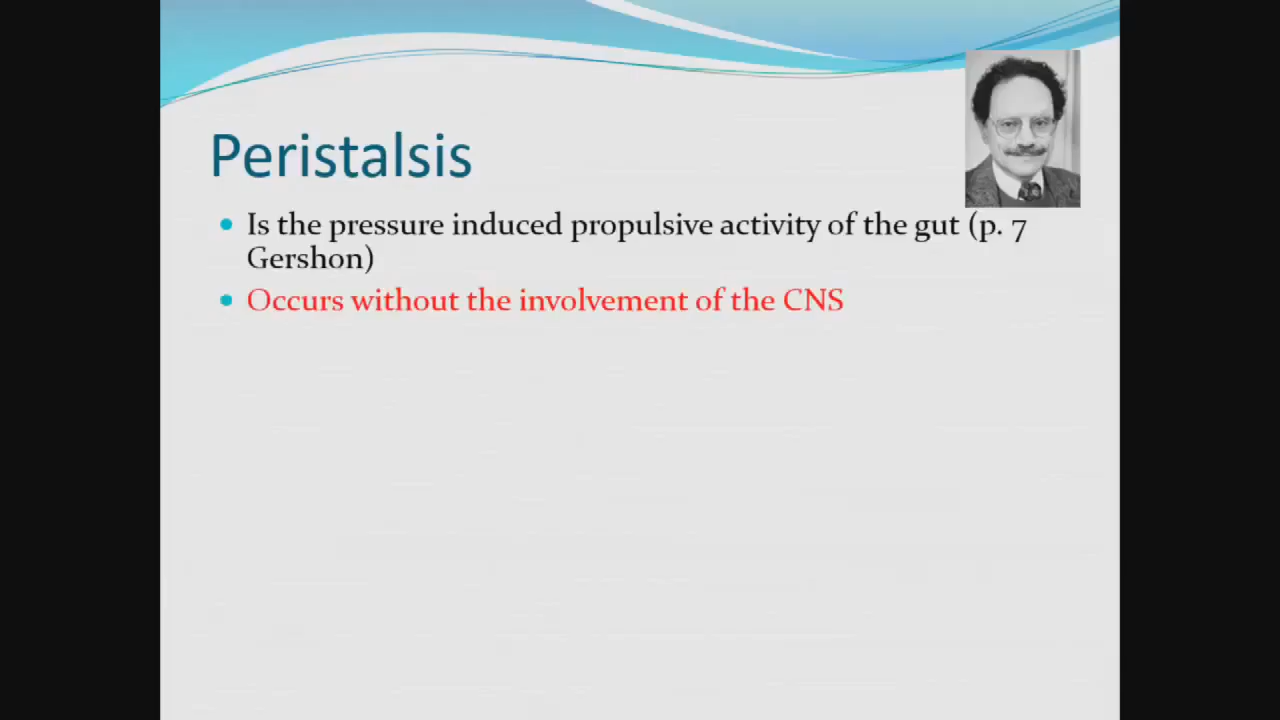 Peristalsis
Is the pressure induced propulsive activity of the gut (p. 7
Gershon)
Occurs without the involvement of the CNS